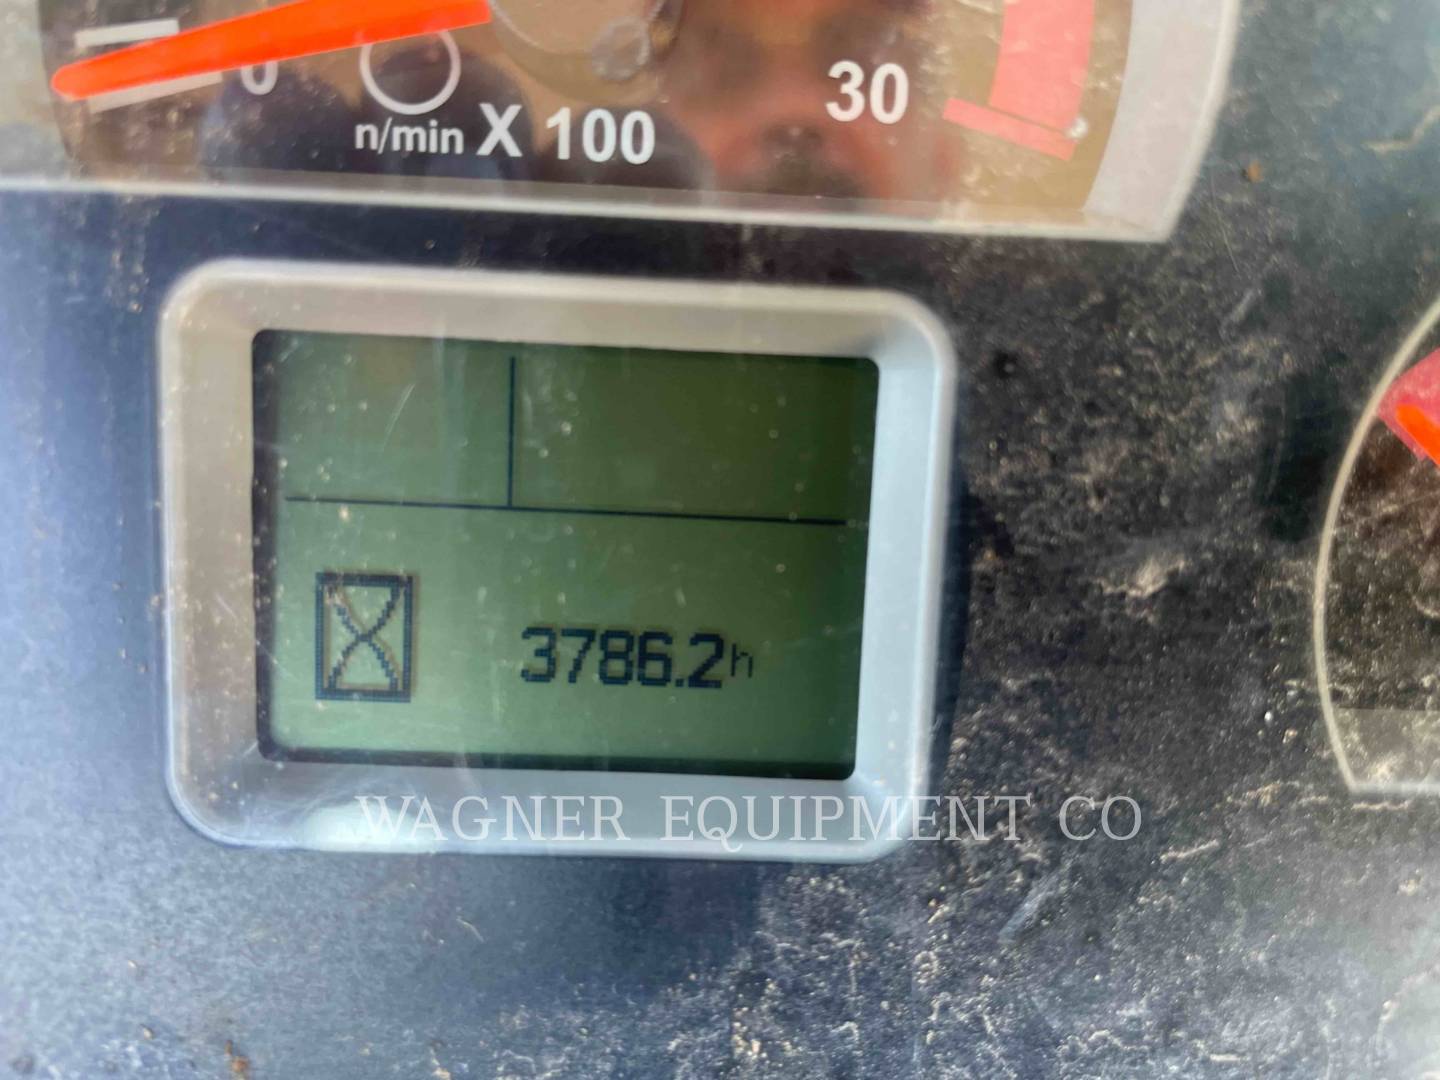 0
n/min X 100
30
3786.2h
WAGNER EQUIPMENT CO